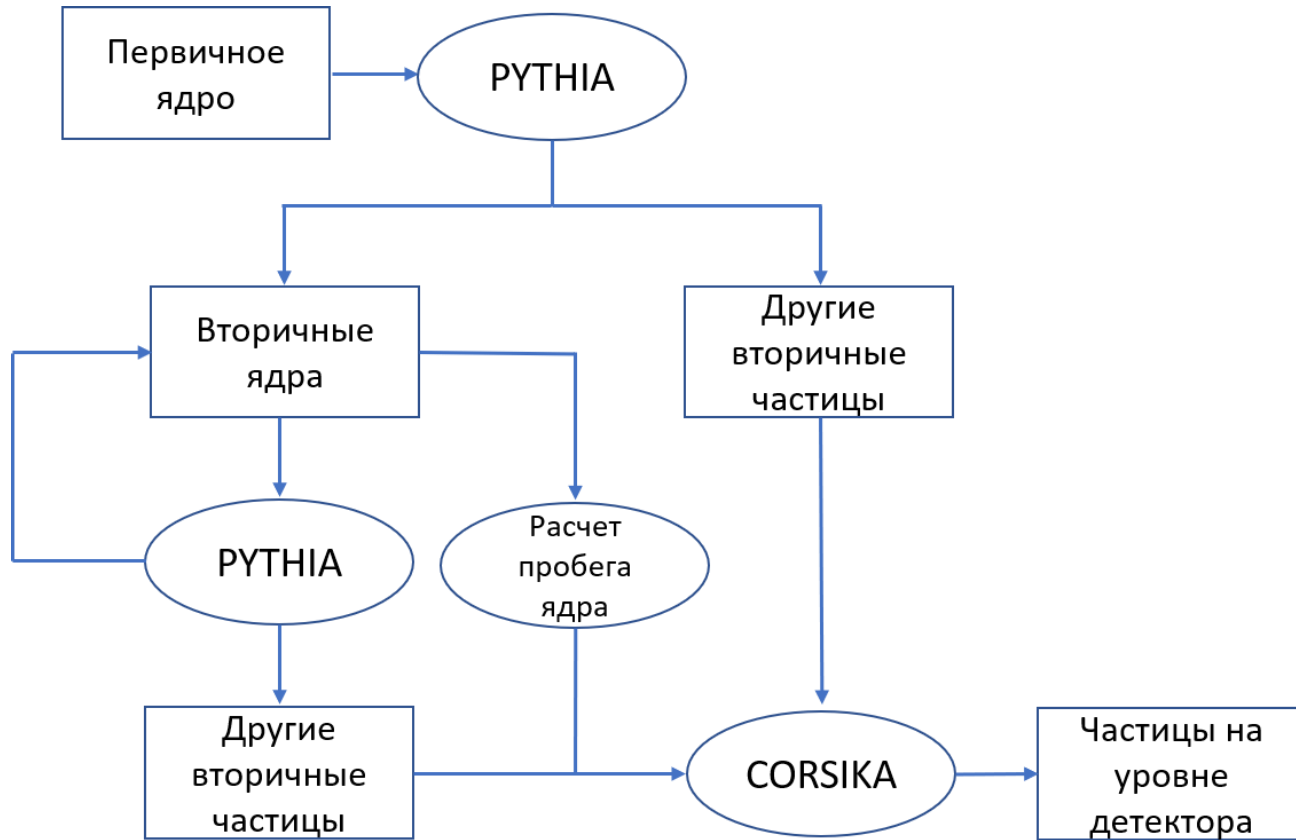 Первичное
ядро
PYTHIA
Вторичные
ядра
Другие
вторичные
частицы
PYTHIA
Расчет
пробега
ядра
Другие
вторичные
частицы
CORSIKA
Частицы на
уровне
детектора